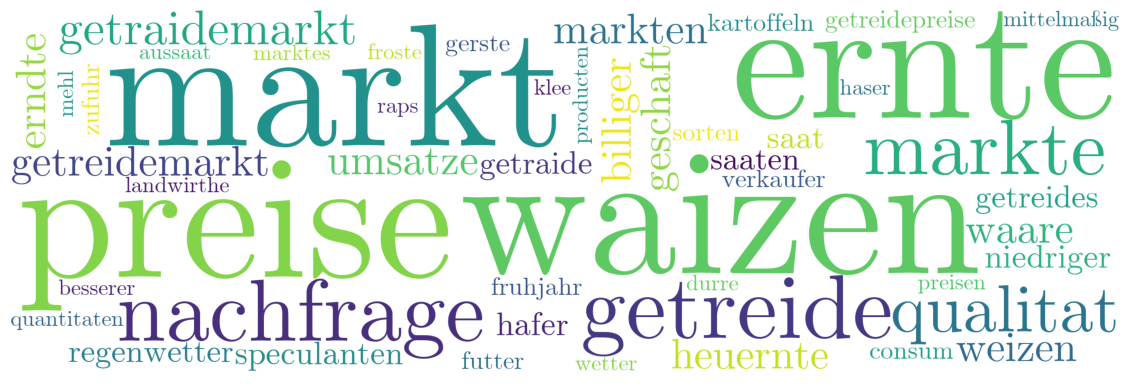 getraidemarkt
markten
kartoffeln
getreidepreise
mittelmaßig
erndte
aussaat
marktes
froste
gerste
mehl
zufuhr
markt
raps
klee
producten
billiger
geschaft
ernte
haser
sorten
saat
markte
getreidemarkt
umsatze
getraide
saaten
verkaufer
landwirthe
getreides
preise
waizen
waare
niedriger
besserer
fruhjahr
durre
preisen
quantitaten
nachfrage
hafer
getreide
qualitat
regenwetter
speculanten
futter
wetter
heuernte
consum
weizen